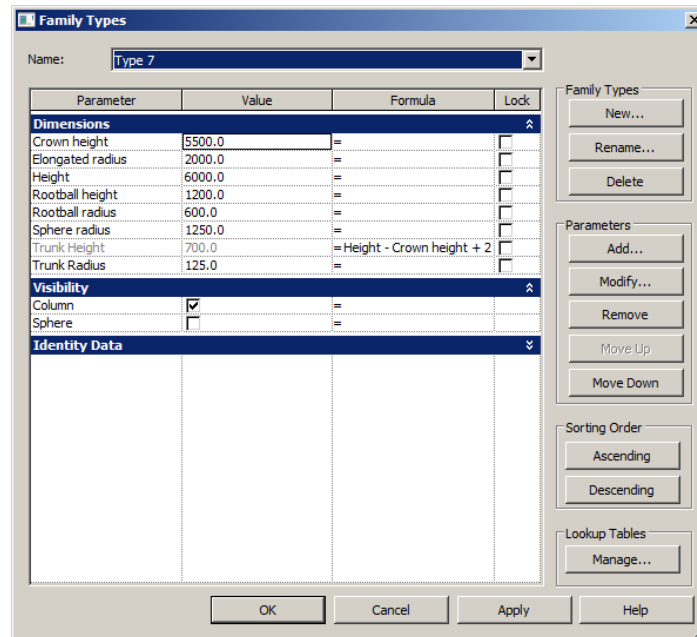 Family Types
Name: Type 7
Parameter Value Formula Lock
Dimensions
Crown height 5500.0 =
Elongated radius 2000.0 =
Height 6000.0 =
Rootball height 1200.0 =
Rootball radius 600.0 =
Sphere radius 1250.0 =
Trunk Height 700.0 =Height - Crown height + 2
Trunk Radius 125.0 =
Visibility
Column =
Sphere =
Identity Data
Family Types
New...
Rename...
Delete
Parameters
Add...
Modify...
Remove
Move Up
Move Down
Sorting Order
Ascending
Descending
Lookup Tables
Manage...
OK Cancel Apply Help